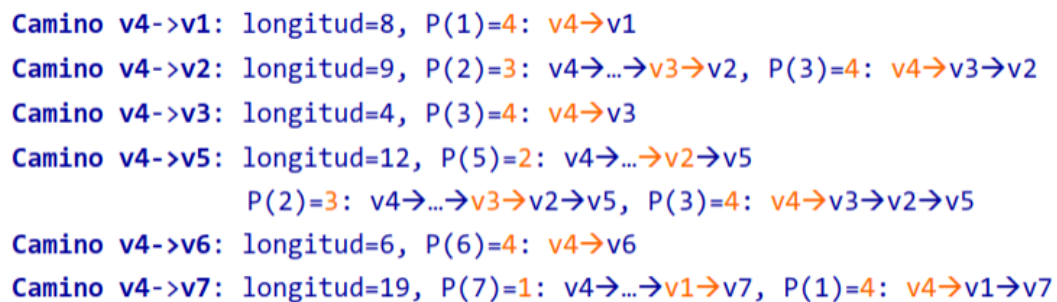 Camino v4->v1: longitud=8, P(1)=4: v4→v1
Camino v4->v2: longitud=9, P(2)=3: v4→…→v3→v2, P(3)=4: v4→v3→v2
Camino v4->v3: longitud=4, P(3)=4: v4→v3
Camino v4->v5: longitud=12, P(5)=2: v4→…→v2→v5
P(2)=3: v4→…→v3→v2→v5, P(3)=4: v4→v3→v2→v5
Camino v4->v6: longitud=6, P(6)=4: v4→v6
Camino v4->v7: longitud=19, P(7)=1: v4→…→v1→v7, P(1)=4: v4→v1→v7